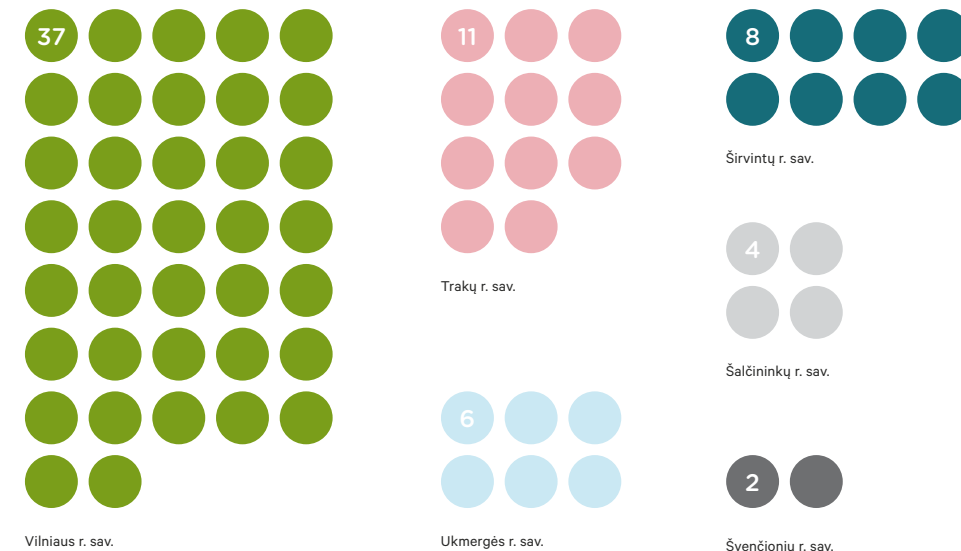 37
Vilniaus r. sav.
11
Trakų r. sav.
6
Ukmergės r. sav.
8
Širvintų r. sav.
4
Šalčininkų r. sav.
2
Švenčionių r. sav.